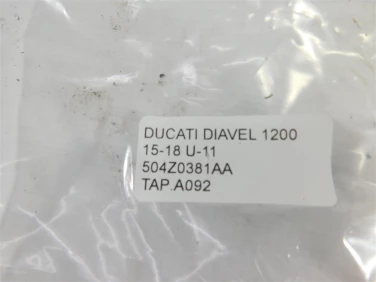 DUCATI DIAVEL 1200
15-18 U-11
504Z0381AA
TAP.A092